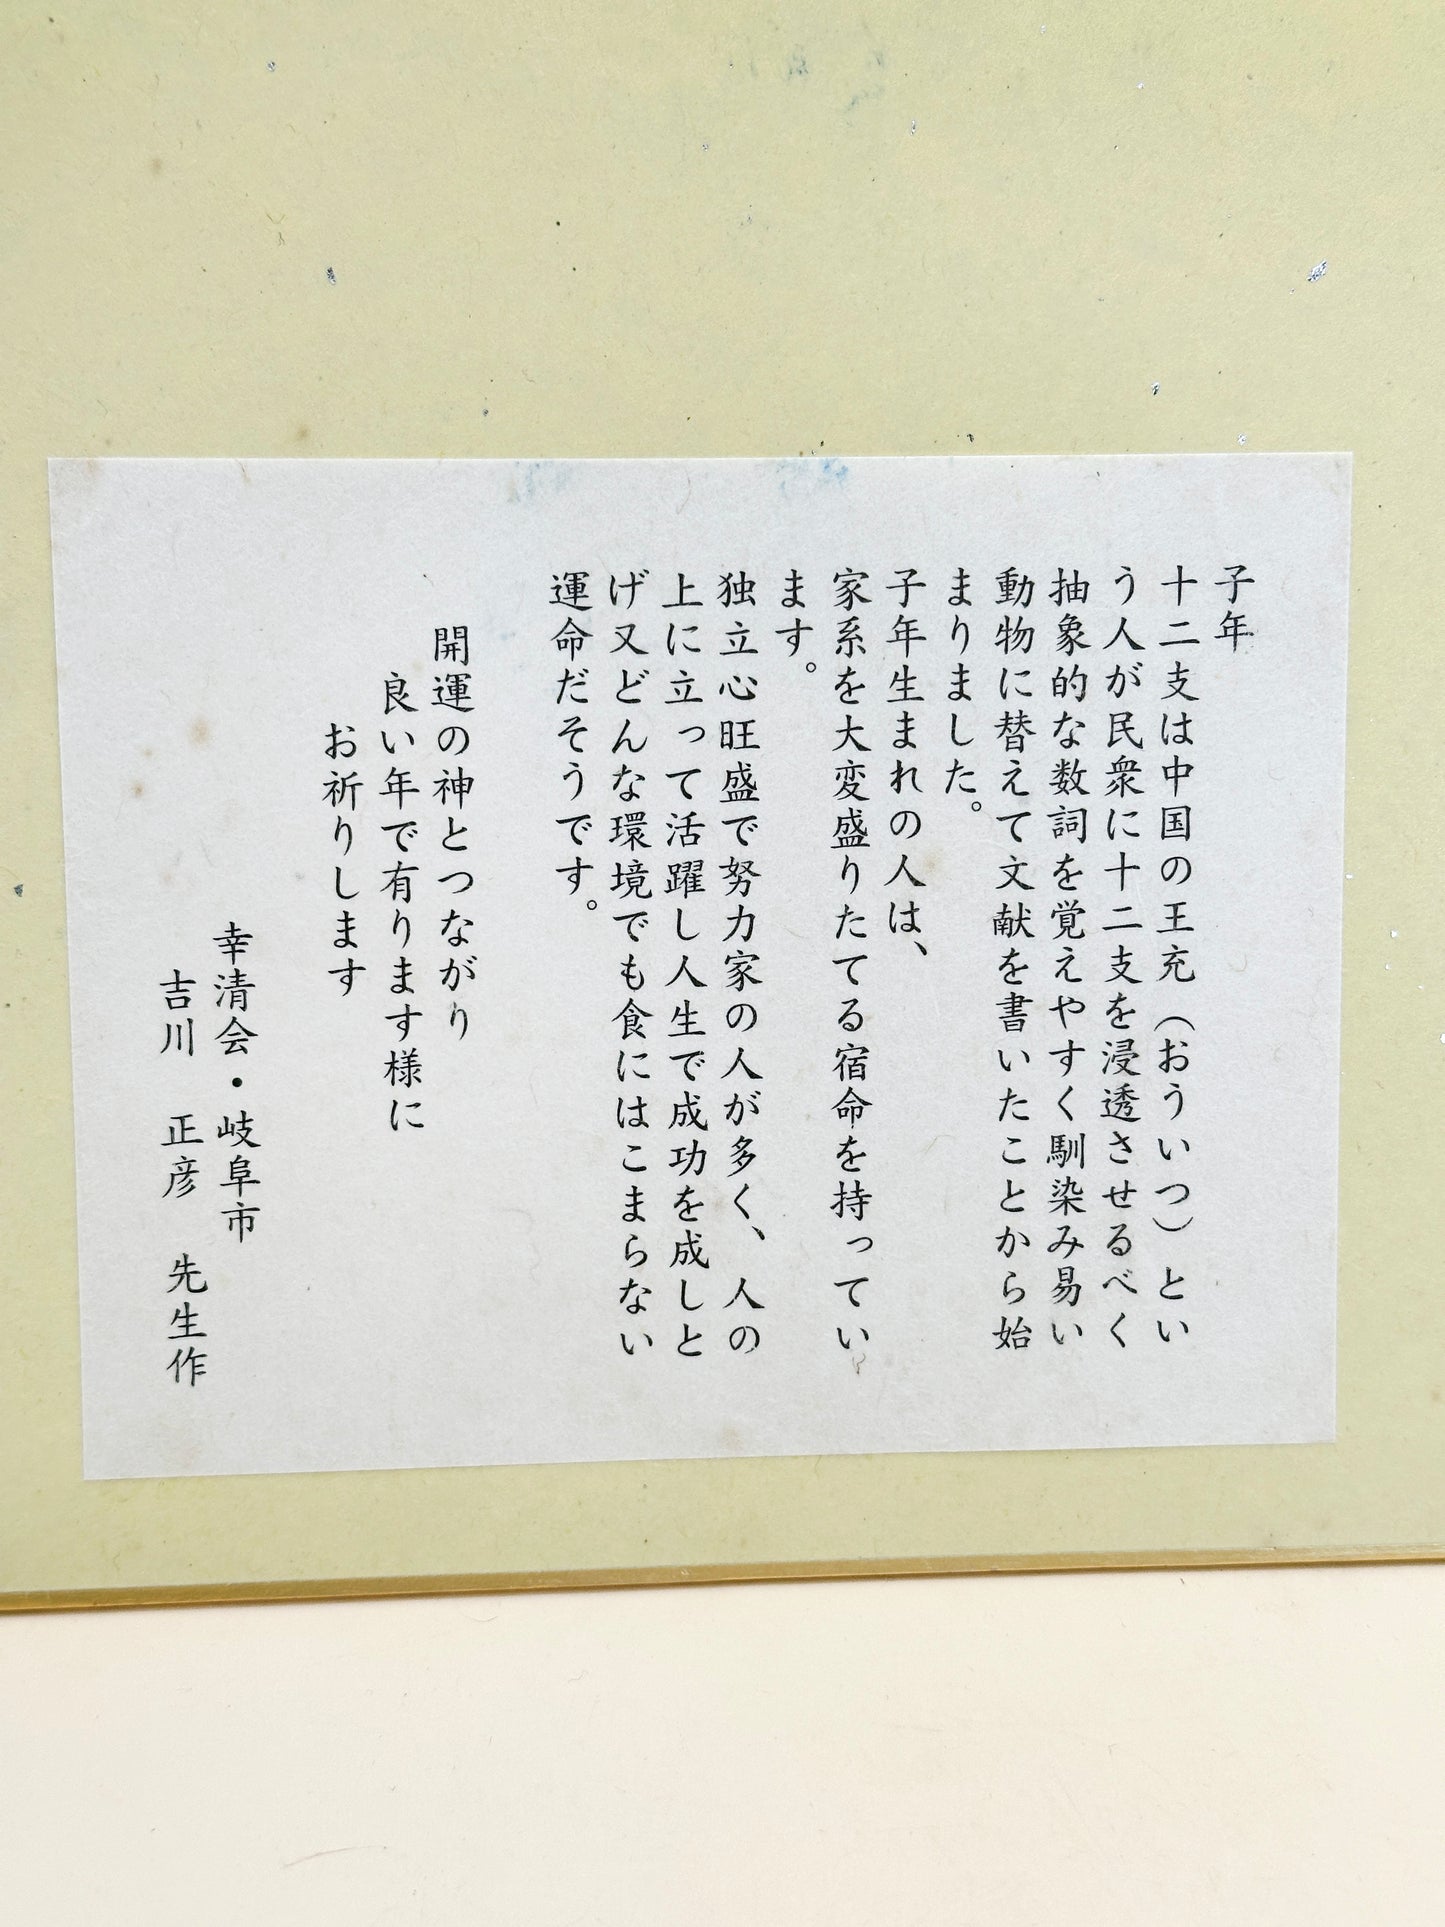 子年
十二支は中国の王充（おういつ）とい
う人が民衆に十二支を浸透させるべく
抽象的な数詞を覚えやすく馴染み易い
動物に替えて文献を書いたことから始
まりました。
子年生まれの人は、
家系を大変盛りたてる宿命を持ってい
ます。
独立心旺盛で努力家の人が多く、人の
上に立って活躍し人生で成功を成しと
げ又どんな環境でも食にはこまらない
運命だそうです。
開運の神とつながり
良い年で有ります様に
お祈りします
幸清会・岐阜市
吉川 正彦 先生作